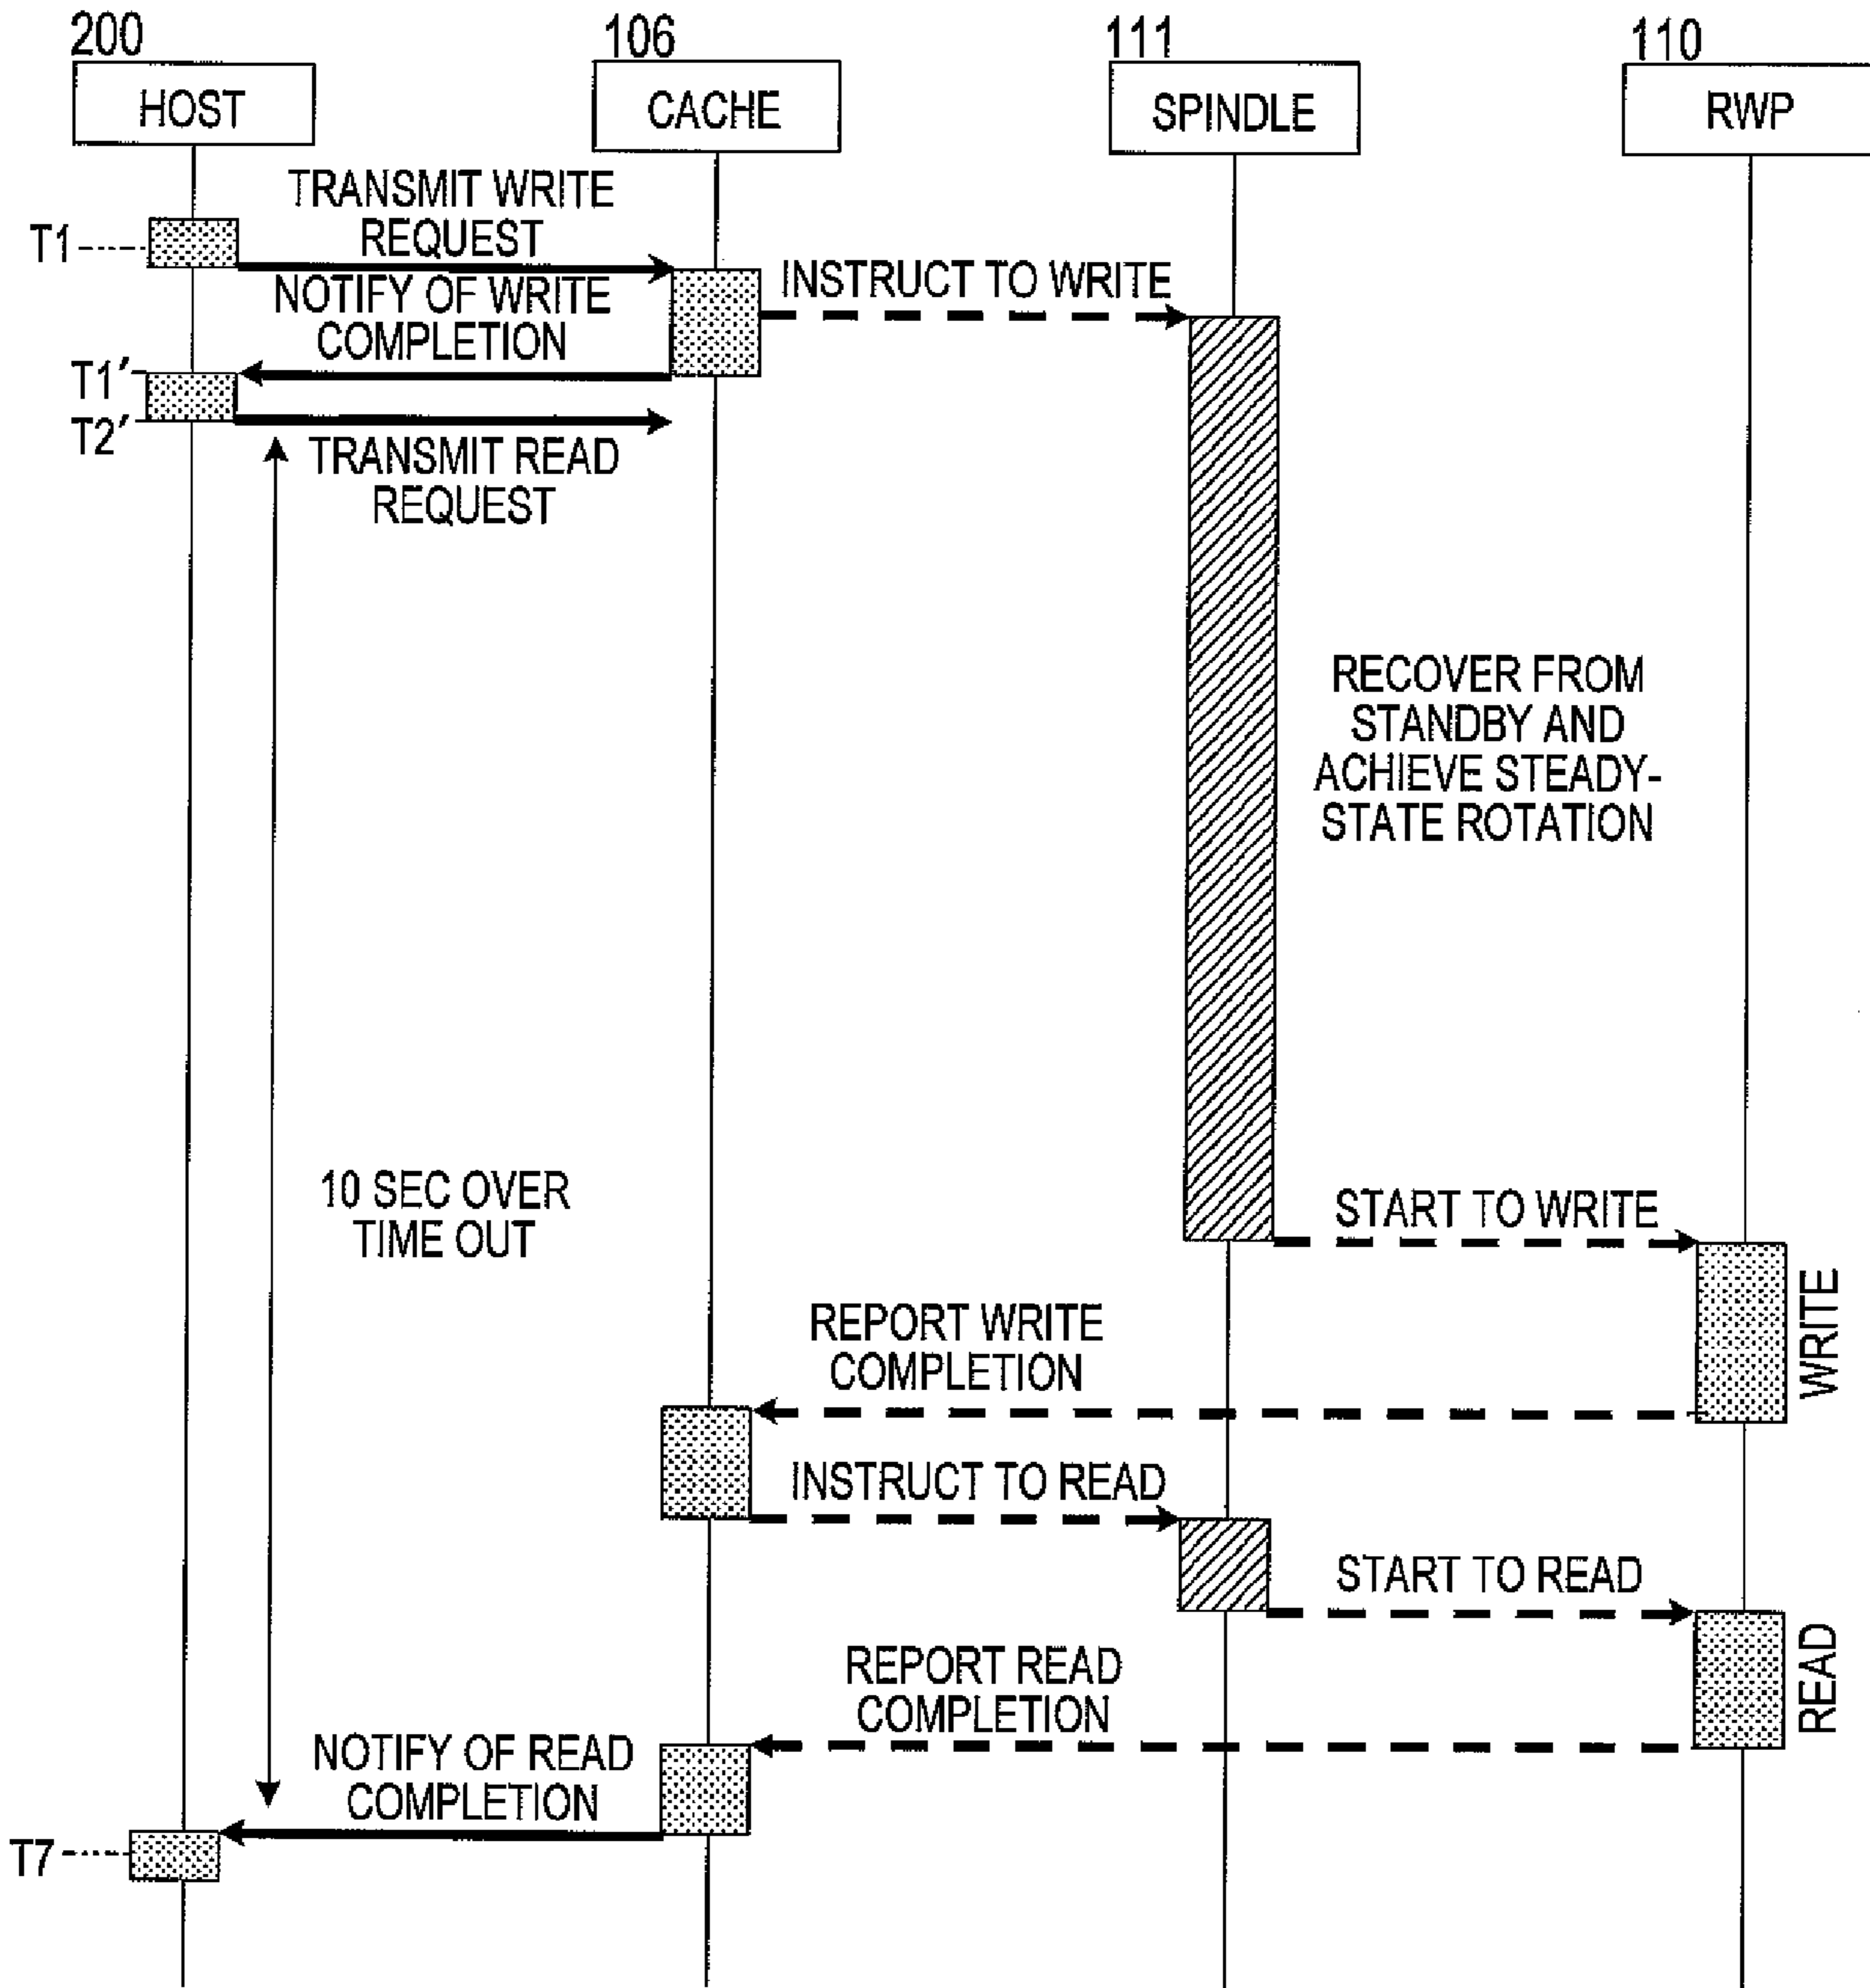 200
106
111
110
HOST
CACHE
SPINDLE
RWP
TRANSMIT WRITE
REQUEST
T1
INSTRUCT TO WRITE
NOTIFY OF WRITE
COMPLETION
T1'
T2'
TRANSMIT READ
REQUEST
RECOVER FROM
STANDBY AND
ACHIEVE STEADY-
STATE ROTATION
10 SEC OVER
TIME OUT
START TO WRITE
WRITE
REPORT WRITE
COMPLETION
INSTRUCT TO READ
START TO READ
READ
REPORT READ
COMPLETION
NOTIFY OF READ
COMPLETION
T7